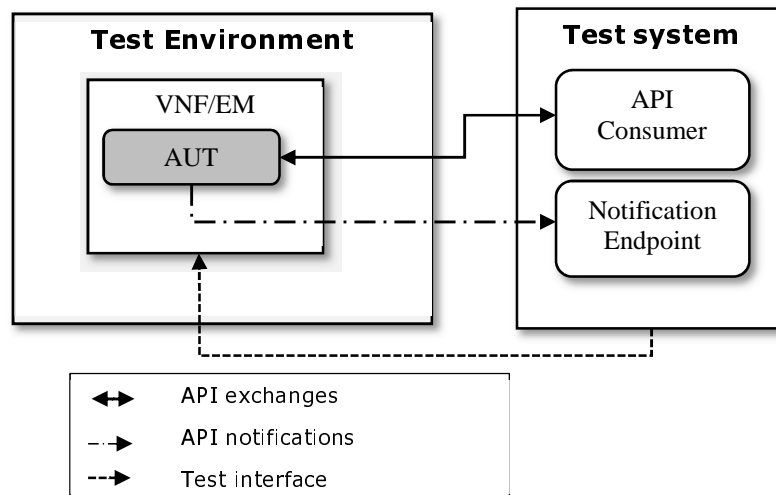 Test Environment
VNF/EM
AUT
Test system
API
Consumer
Notification
Endpoint
API exchanges
API notifications
Test interface